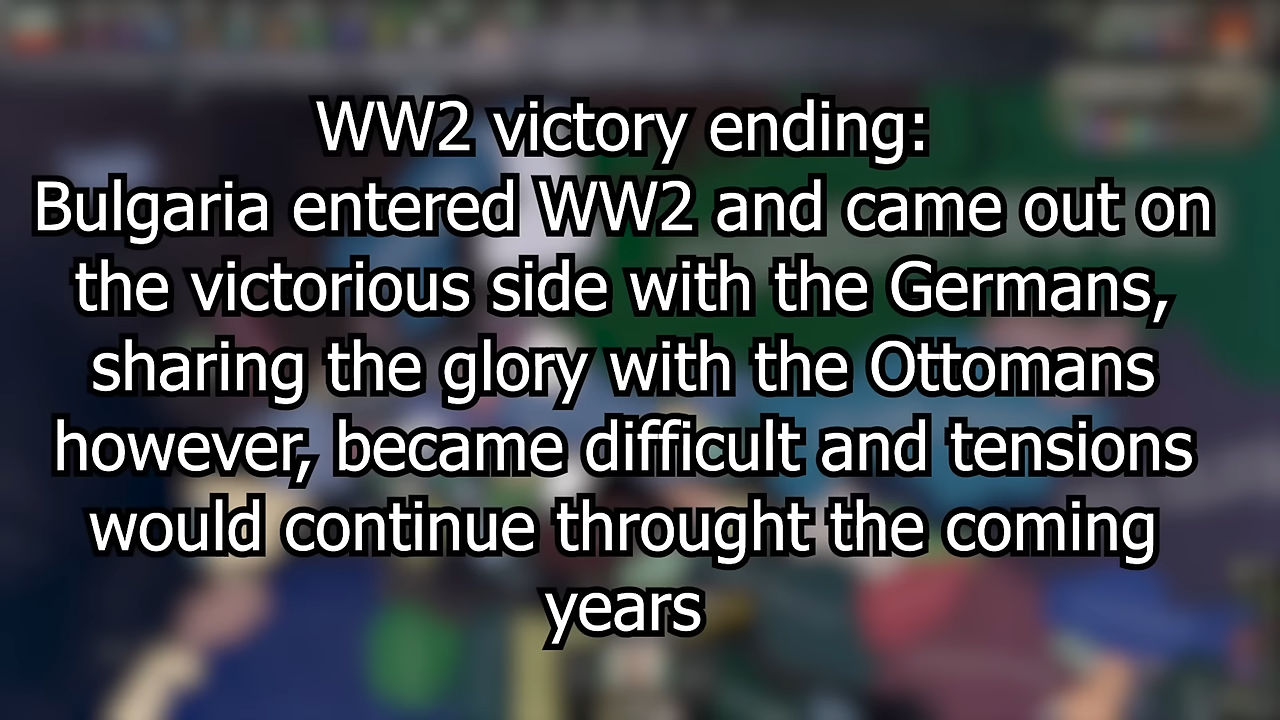 WW2 victory ending:
Bulgaria entered WW2 and came out on
the victorious side with the Germans,
sharing the glory with the Ottomans
however, became difficult and tensions
would continue throught the coming
years